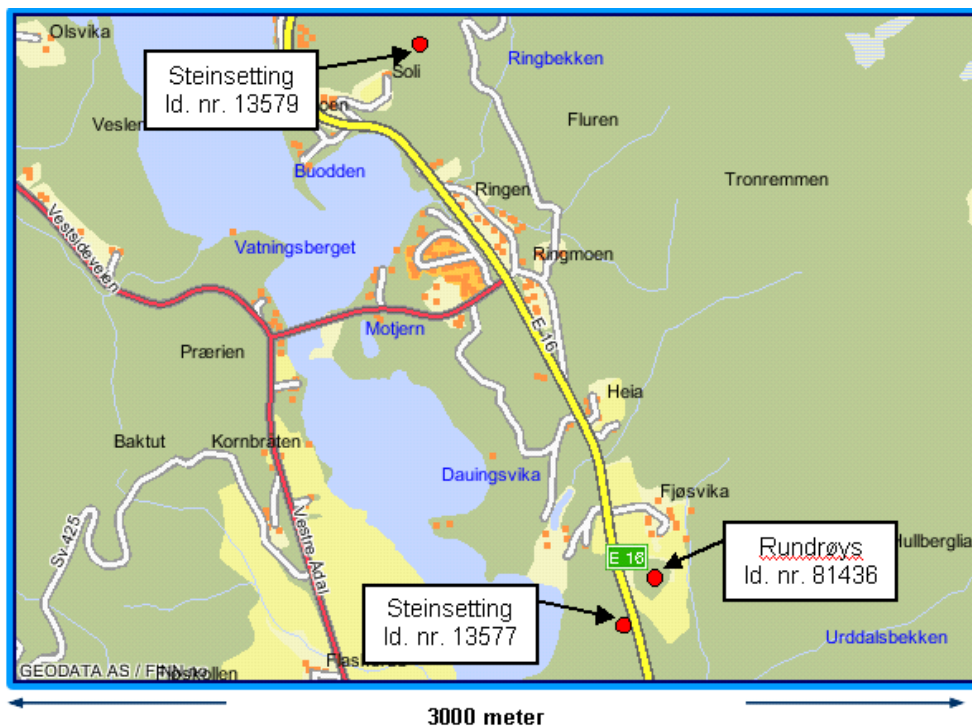 Olsvika
Steinsetting
Id. nr. 13579
Soli
Ringbekken
Fluren
Buodden
Ringen
Tronremmen
Vestsideveien
Vatningsberget
Ringmoen
Motjern
E 16
Prærien
Heia
Baktut
Kornbråten
Dauingsvika
Fjøsvika
Sv 425
Vestre Ådal
E 16
Rundrøys
Id. nr. 81436
Hullberglia
Steinsetting
Id. nr. 13577
Urddalsbekken
GEODATA AS / FINN.no
3000 meter